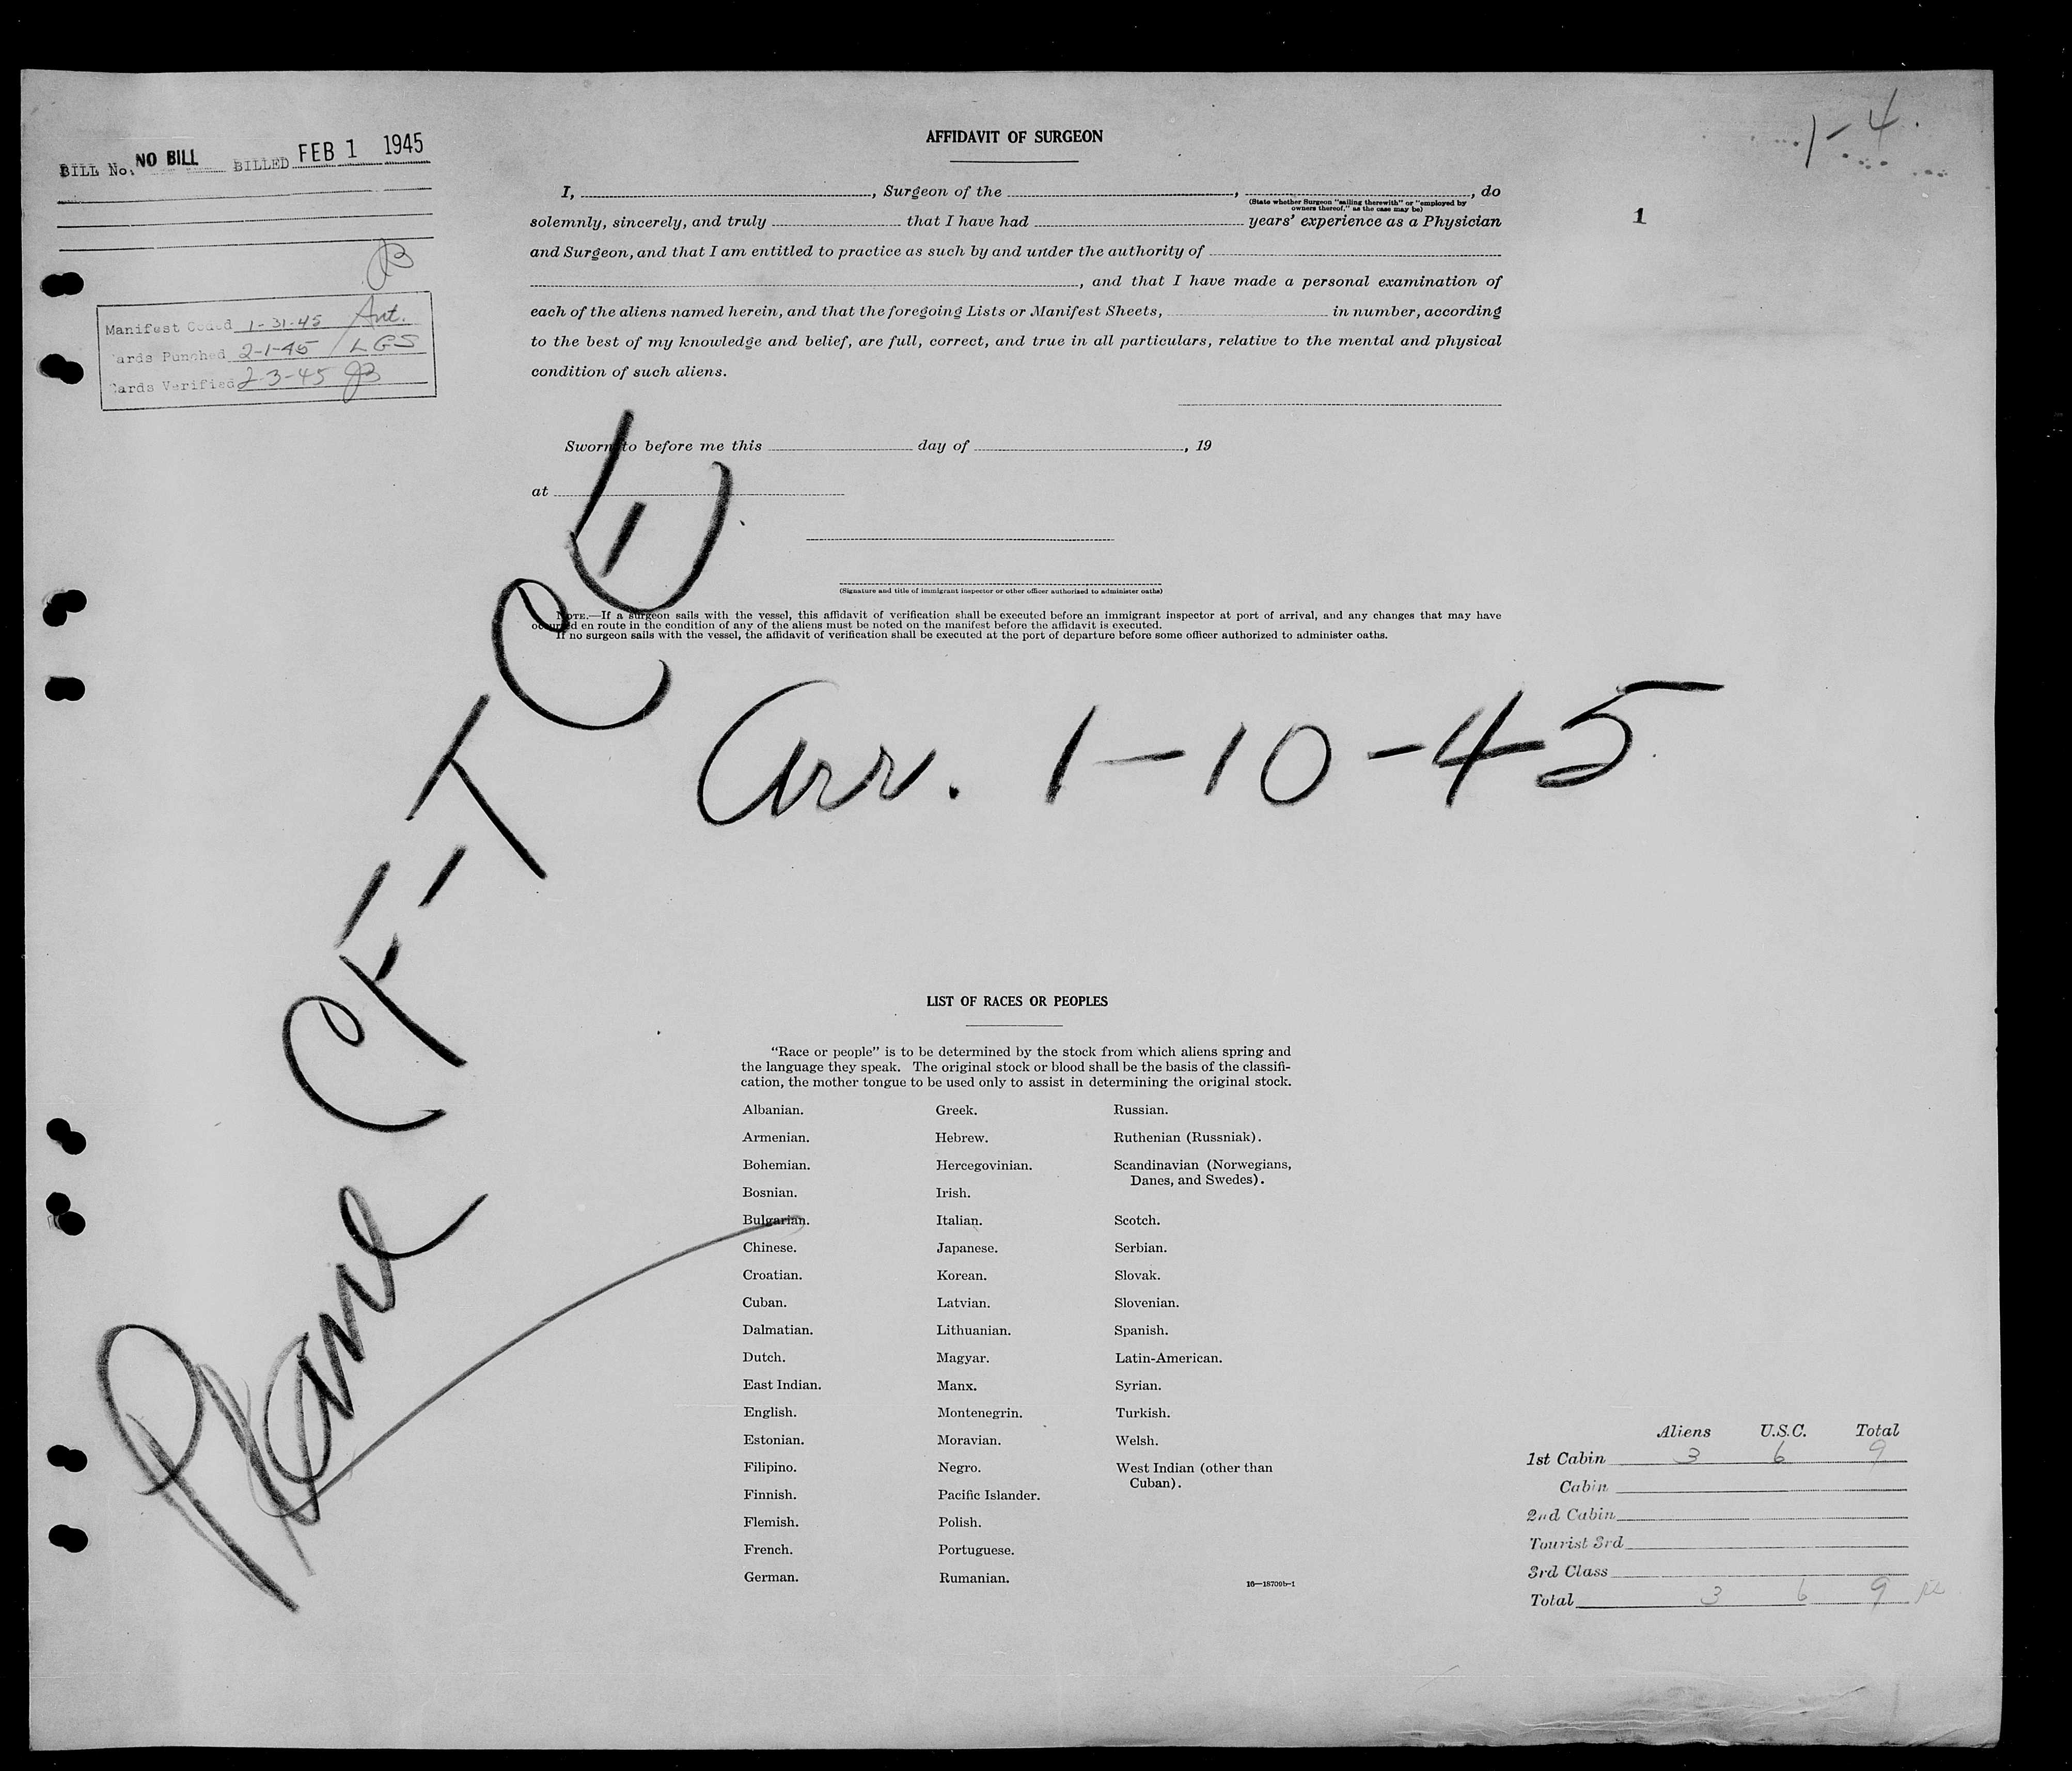 1-4.
BILL No. NO BILL BILLED FEB 1 1945
JB
Manifest Coded 1-31-45 Ant.
Cards Punched 2-1-45 / LGS
Cards Verified 2-3-45 JB
AFFIDAVIT OF SURGEON
1
I, , Surgeon of the , , do
(State whether Surgeon "sailing therewith" or "employed by
owners thereof," as the case may be)
solemnly, sincerely, and truly that I have had years' experience as a Physician
and Surgeon, and that I am entitled to practice as such by and under the authority of
, and that I have made a personal examination of
each of the aliens named herein, and that the foregoing Lists or Manifest Sheets, in number, according
to the best of my knowledge and belief, are full, correct, and true in all particulars, relative to the mental and physical
condition of such aliens.
Sworn to before me this day of , 19
at
(Signature and title of immigrant inspector or other officer authorized to administer oaths)
NOTE.—If a surgeon sails with the vessel, this affidavit of verification shall be executed before an immigrant inspector at port of arrival, and any changes that may have
occurred en route in the condition of any of the aliens must be noted on the manifest before the affidavit is executed.
If no surgeon sails with the vessel, the affidavit of verification shall be executed at the port of departure before some officer authorized to administer oaths.
Plane CF-TCE
Arr. 1-10-45
LIST OF RACES OR PEOPLES
"Race or people" is to be determined by the stock from which aliens spring and
the language they speak. The original stock or blood shall be the basis of the classifi-
cation, the mother tongue to be used only to assist in determining the original stock.
Albanian.
Armenian.
Bohemian.
Bosnian.
Bulgarian.
Chinese.
Croatian.
Cuban.
Dalmatian.
Dutch.
East Indian.
English.
Estonian.
Filipino.
Finnish.
Flemish.
French.
German.
Greek.
Hebrew.
Hercegovinian.
Irish.
Italian.
Japanese.
Korean.
Latvian.
Lithuanian.
Magyar.
Manx.
Montenegrin.
Moravian.
Negro.
Pacific Islander.
Polish.
Portuguese.
Rumanian.
Russian.
Ruthenian (Russniak).
Scandinavian (Norwegians,
Danes, and Swedes).
Scotch.
Serbian.
Slovak.
Slovenian.
Spanish.
Latin-American.
Syrian.
Turkish.
Welsh.
West Indian (other than
Cuban).
16—18709b-1
Aliens U.S.C. Total
1st Cabin 3 6 9
Cabin
2nd Cabin
Tourist 3rd
3rd Class
Total 3 6 9